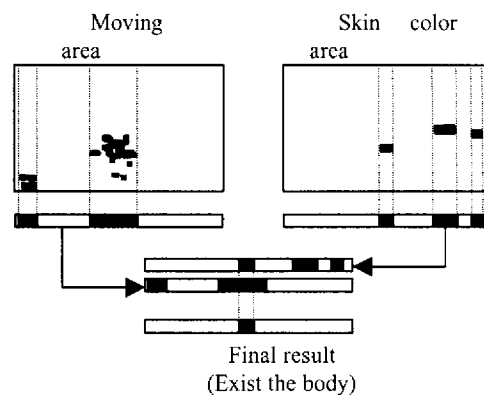 Moving area
Skin color area
Final result
(Exist the body)